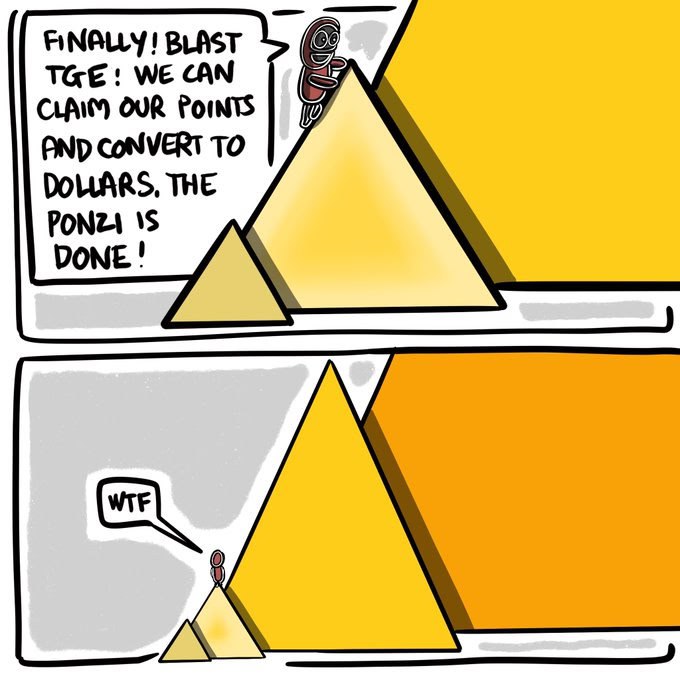 FINALLY! BLAST
TGE! WE CAN
CLAIM OUR POINTS
AND CONVERT TO
DOLLARS. THE
PONZI IS
DONE!
WTF